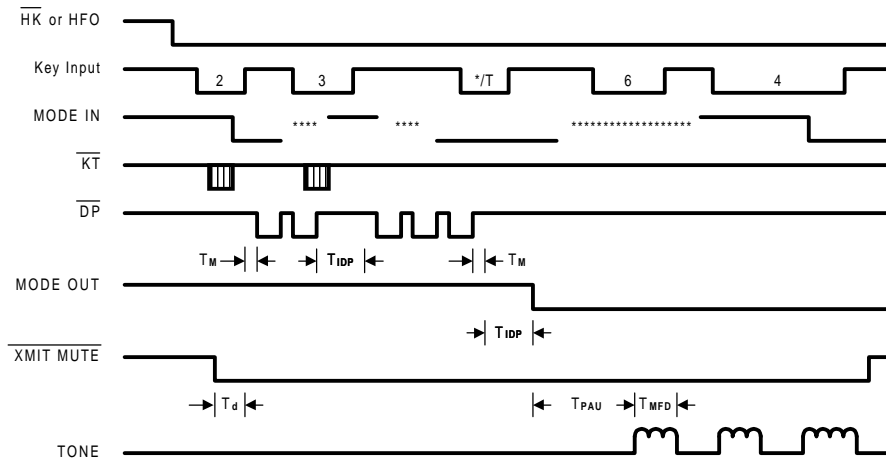 HK or HFO
Key Input 2 3 */T 6 4
MODE IN **** **** *******************
KT
DP
TM TIDP TM
MODE OUT
TIDP
XMIT MUTE
Td TPAU TMFD
TONE